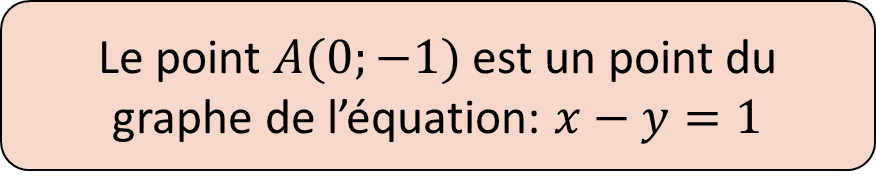 Le point A(0; −1) est un point du
graphe de l’équation: x − y = 1